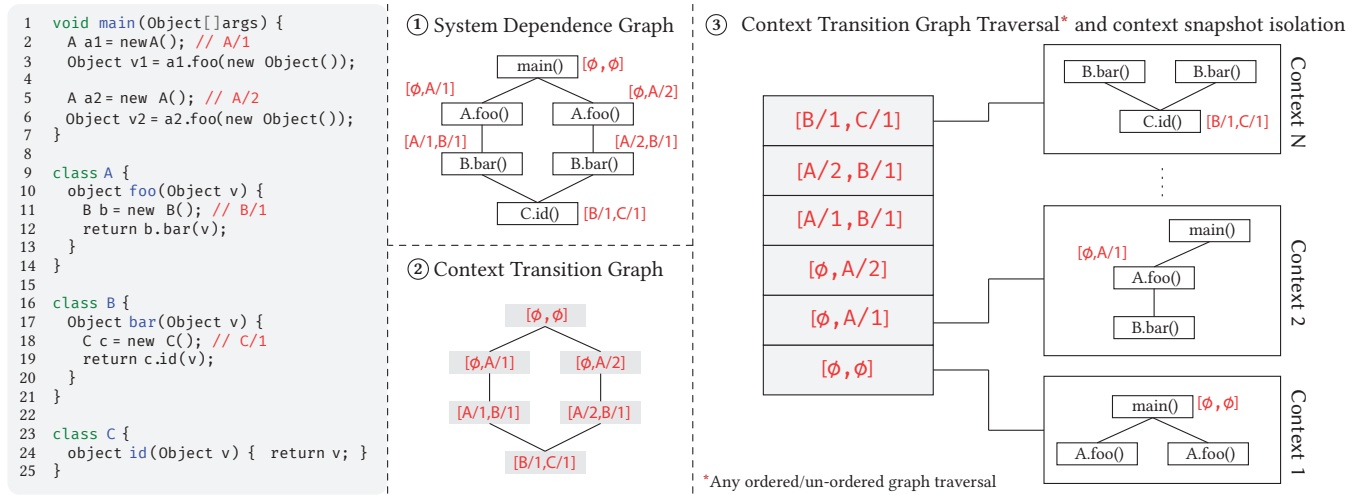 1 void main(Object[]args) {
2 A a1 = newA(); // A/1
3 Object v1 = a1.foo(new Object());
4
5 A a2 = new A(); // A/2
6 Object v2 = a2.foo(new Object());
7 }
8
9 class A {
10 object foo(Object v) {
11 B b = new B(); // B/1
12 return b.bar(v);
13 }
14 }
15
16 class B {
17 Object bar(Object v) {
18 C c = new C(); // C/1
19 return c.id(v);
20 }
21 }
22
23 class C {
24 object id(Object v) { return v; }
25 }
① System Dependence Graph
main() [ϕ,ϕ]
[ϕ,A/1] [ϕ,A/2]
A.foo() A.foo()
[A/1,B/1] [A/2,B/1]
B.bar() B.bar()
C.id() [B/1,C/1]
② Context Transition Graph
[ϕ,ϕ]
[ϕ,A/1] [ϕ,A/2]
[A/1,B/1] [A/2,B/1]
[B/1,C/1]
③ Context Transition Graph Traversal* and context snapshot isolation
[B/1,C/1]
[A/2,B/1]
[A/1,B/1]
[ϕ,A/2]
[ϕ,A/1]
[ϕ,ϕ]
B.bar() B.bar()
C.id() [B/1,C/1]
Context N
main()
[ϕ,A/1]
A.foo()
B.bar()
Context 2
main() [ϕ,ϕ]
A.foo() A.foo()
Context 1
*Any ordered/un-ordered graph traversal